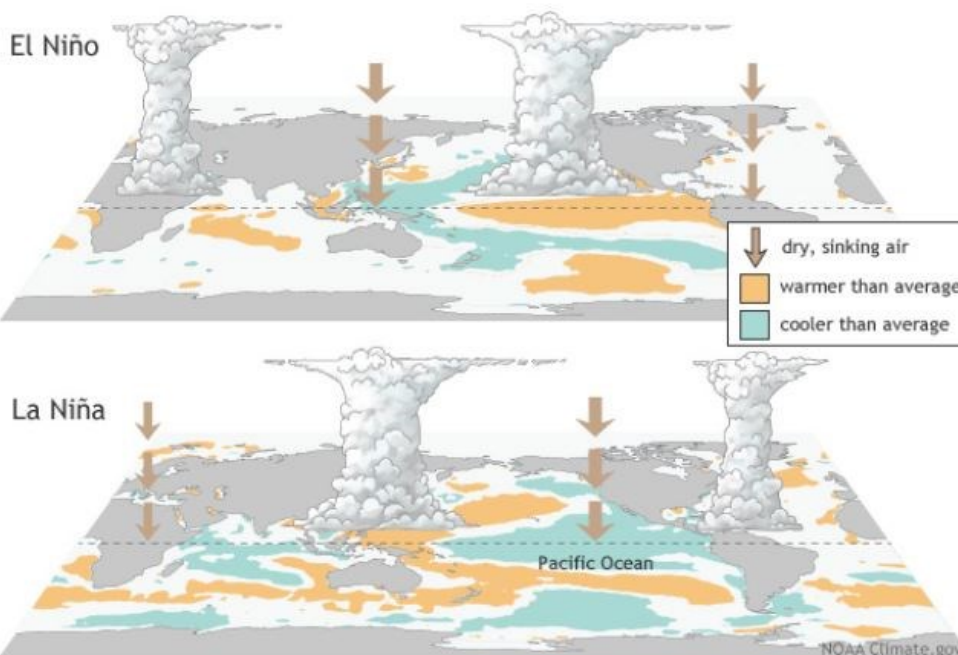 El Niño
dry, sinking air
warmer than average
cooler than average
La Niña
Pacific Ocean
NOAA Climate.gov